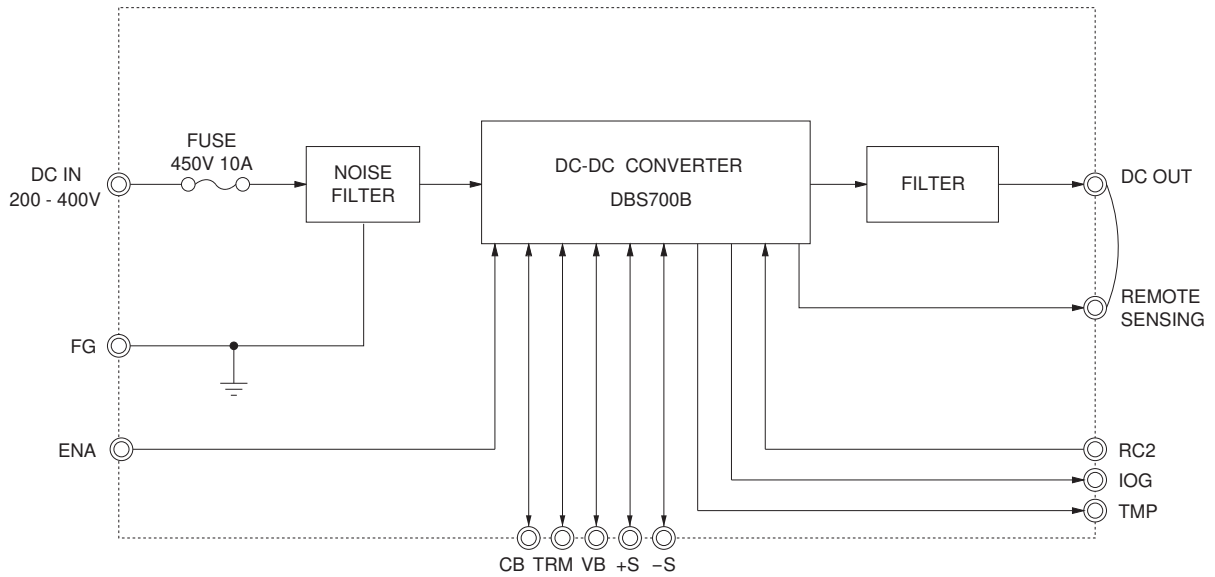 FUSE
450V 10A
DC IN
200 - 400V
NOISE
FILTER
DC-DC CONVERTER
DBS700B
FILTER
DC OUT
REMOTE
SENSING
FG
ENA
RC2
IOG
TMP
CB TRM VB +S −S